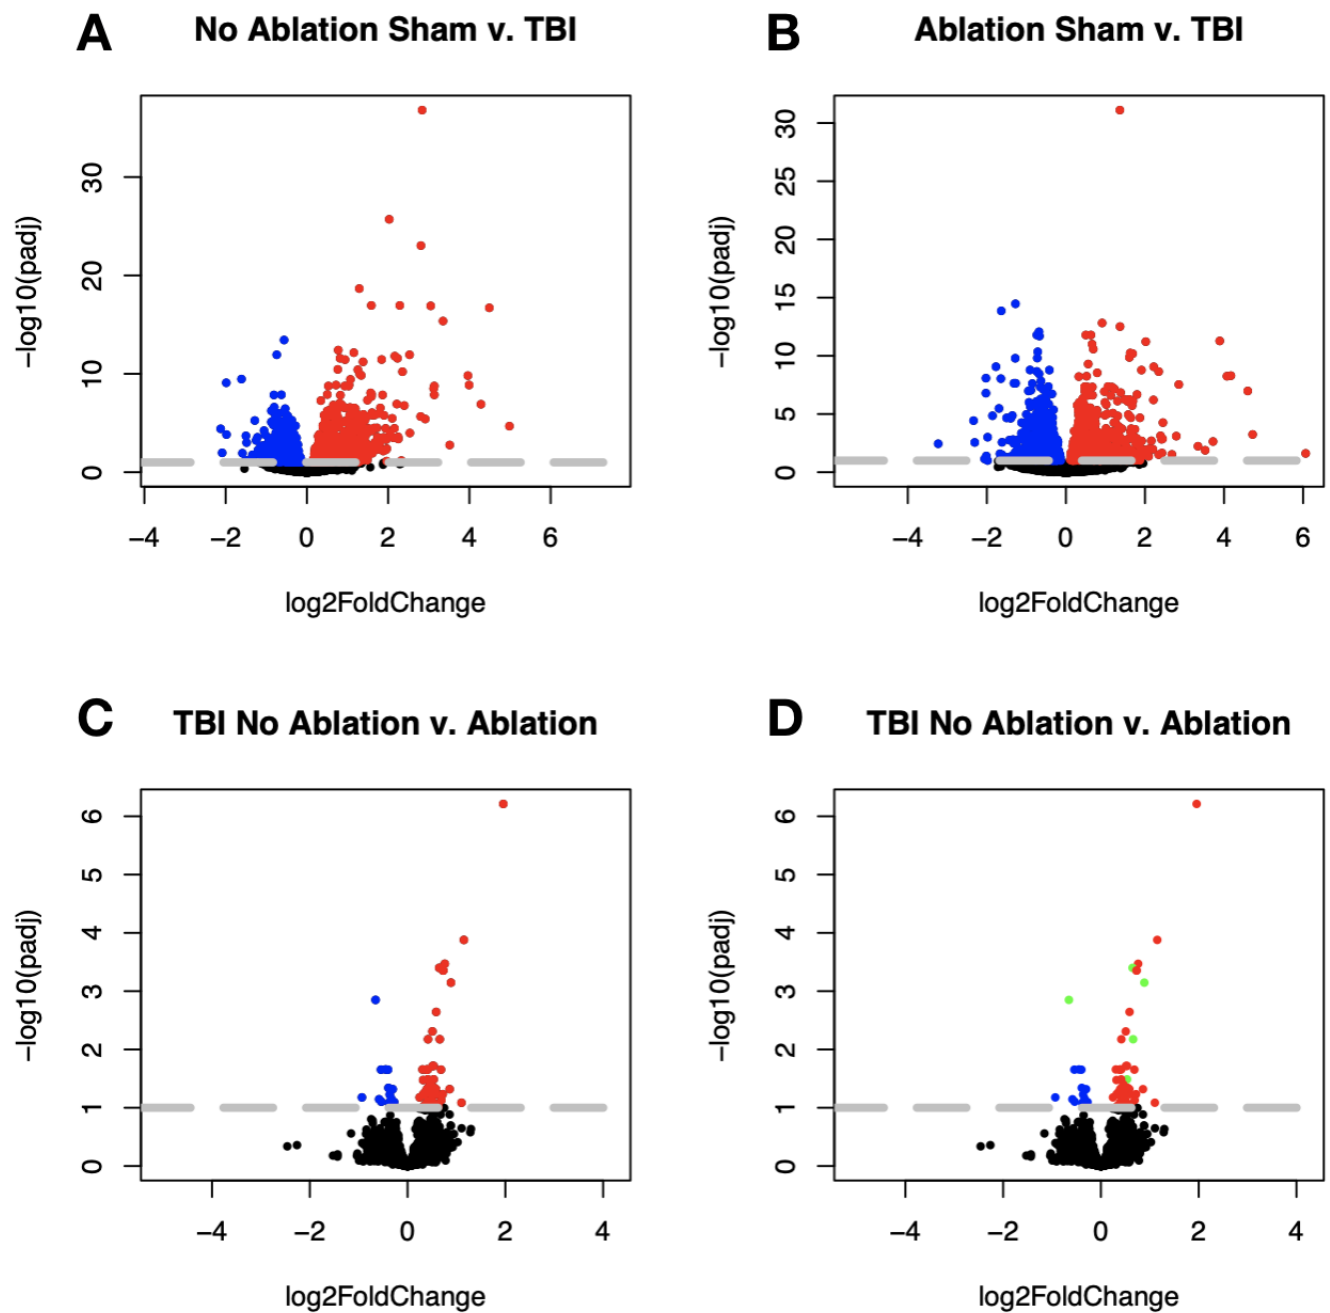 A No Ablation Sham v. TBI
B Ablation Sham v. TBI
−log10(padj)
0 10 20 30
−4 −2 0 2 4 6
log2FoldChange
−log10(padj)
0 5 10 15 20 25 30
−4 −2 0 2 4 6
log2FoldChange
C TBI No Ablation v. Ablation
D TBI No Ablation v. Ablation
−log10(padj)
0 1 2 3 4 5 6
−4 −2 0 2 4
log2FoldChange
−log10(padj)
0 1 2 3 4 5 6
−4 −2 0 2 4
log2FoldChange